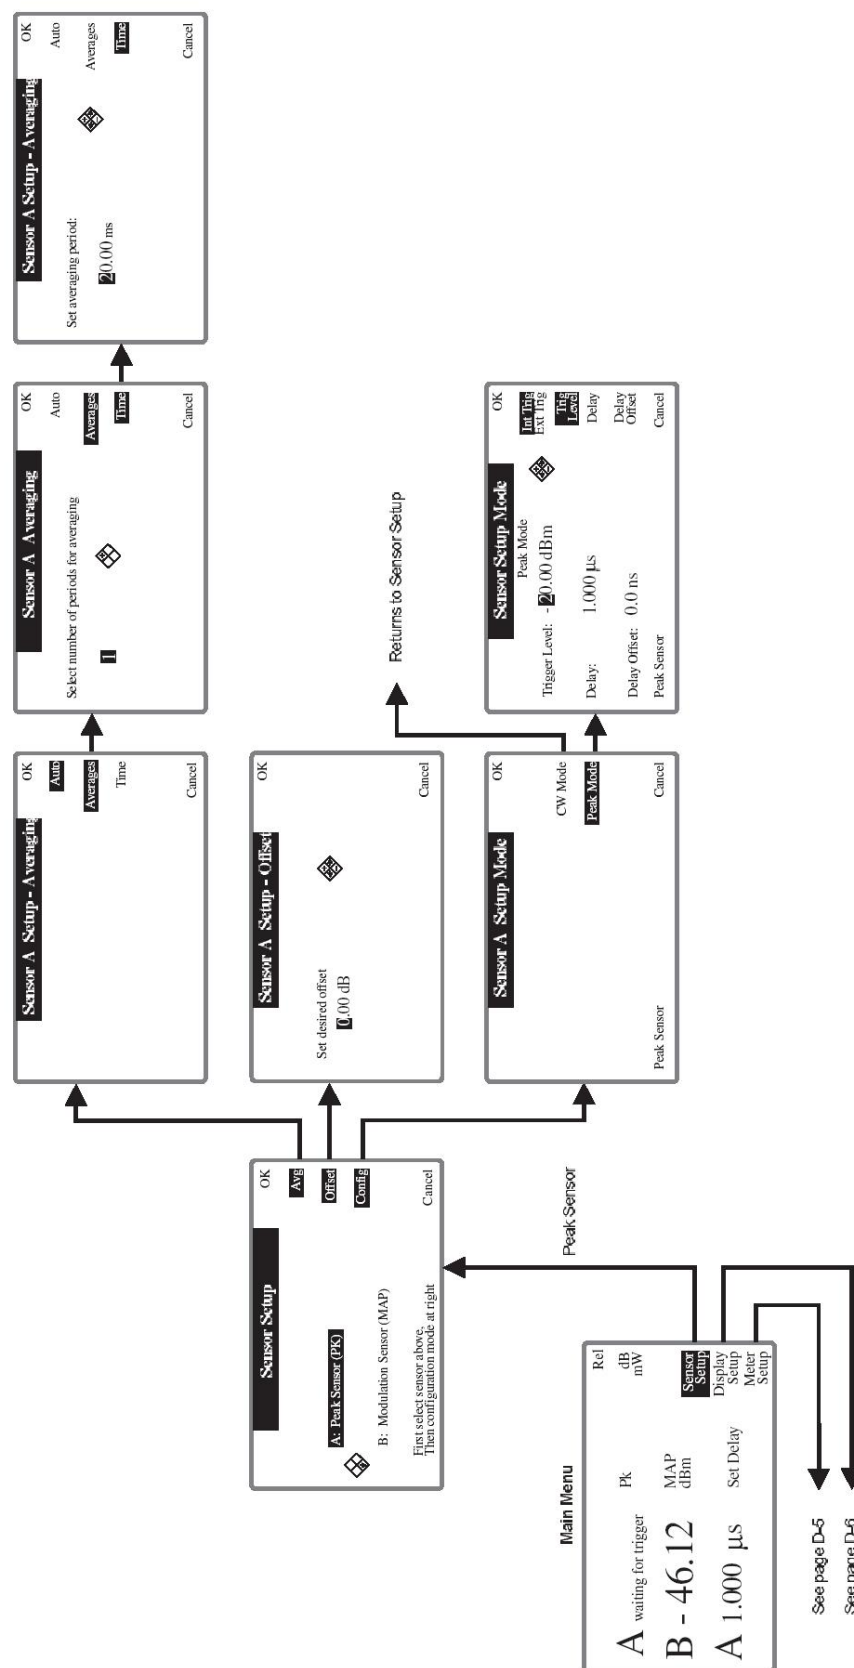 Main Menu
A waiting for trigger
Pk
B - 46.12
MAP
dBm
A 1.000 μs
Set Delay
Rel
dB
mW
Sensor
Setup
Display
Setup
Meter
Setup
See page D-5
See page D-6
Peak Sensor
Sensor Setup
A: Peak Sensor (PK)
B: Modulation Sensor (MAP)
First select sensor above,
Then configuration mode at right
OK
Avg
Offset
Config
Cancel
Sensor A Setup - Averaging
OK
Auto
Averages
Time
Cancel
Sensor A Averaging
Select number of periods for averaging
1
OK
Auto
Averages
Time
Cancel
Sensor A Setup - Averaging
Set averaging period:
20.00 ms
OK
Auto
Averages
Time
Cancel
Sensor A Setup - Offset
Set desired offset
0.00 dB
OK
Cancel
Sensor A Setup Mode
Peak Sensor
OK
CW Mode
Peak Mode
Cancel
Returns to Sensor Setup
Sensor Setup Mode
Peak Mode
Trigger Level: - 20.00 dBm
Delay: 1.000 μs
Delay Offset: 0.0 ns
Peak Sensor
OK
Int Trig
Ext Trig
Trig
Level
Delay
Delay
Offset
Cancel